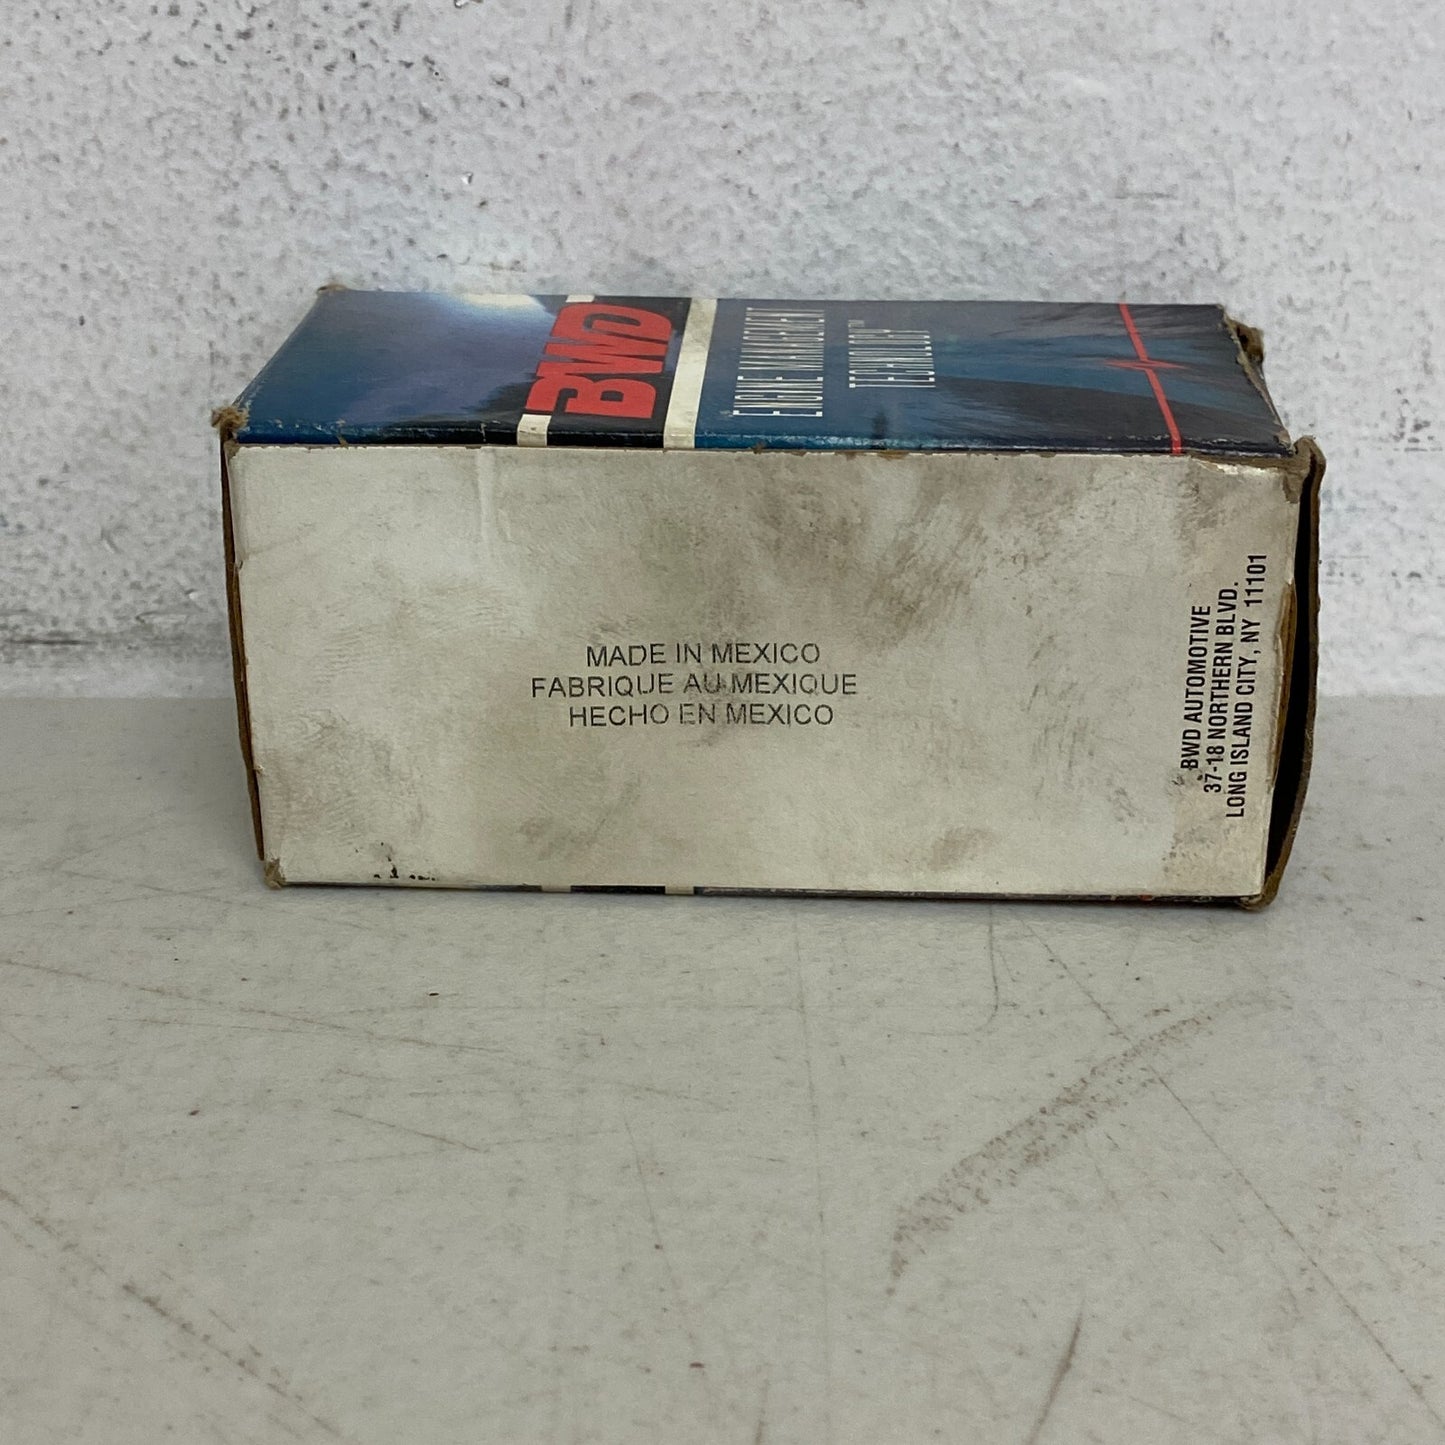 BWD
ENGINE MANAGEMENT
TECHNOLOGY™
MADE IN MEXICO
FABRIQUE AU MEXIQUE
HECHO EN MEXICO
BWD AUTOMOTIVE
37-18 NORTHERN BLVD.
LONG ISLAND CITY, NY 11101